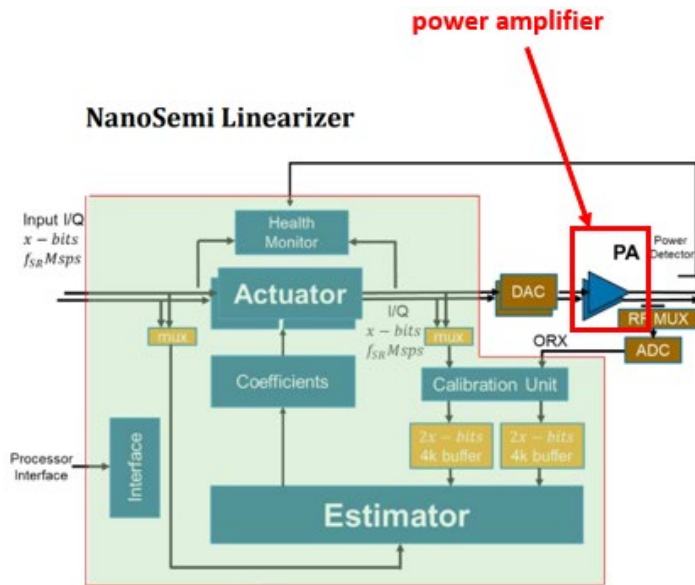 power amplifier
NanoSemi Linearizer
Input I/Q
x − bits
f_SR Msps
Health
Monitor
PA
Power
Detector
Actuator
DAC
RF MUX
mux
I/Q
x − bits
f_SR Msps
mux
ORX
ADC
Coefficients
Calibration Unit
2x − bits
4k buffer
2x − bits
4k buffer
Processor
Interface
Interface
Estimator